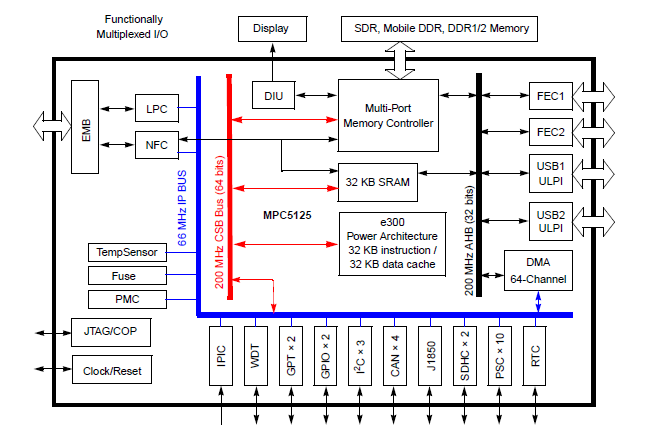 Functionally
Multiplexed I/O
Display
SDR, Mobile DDR, DDR1/2 Memory
EMB
LPC
NFC
DIU
Multi-Port
Memory Controller
FEC1
FEC2
USB1
ULPI
USB2
ULPI
66 MHz IP BUS
200 MHz CSB Bus (64 bits)
32 KB SRAM
MPC5125
e300
Power Architecture
32 KB instruction /
32 KB data cache
200 MHz AHB (32 bits)
DMA
64-Channel
TempSensor
Fuse
PMC
JTAG/COP
Clock/Reset
IPIC
WDT
GPT × 2
GPIO × 2
I2C × 3
CAN × 4
J1850
SDHC × 2
PSC × 10
RTC